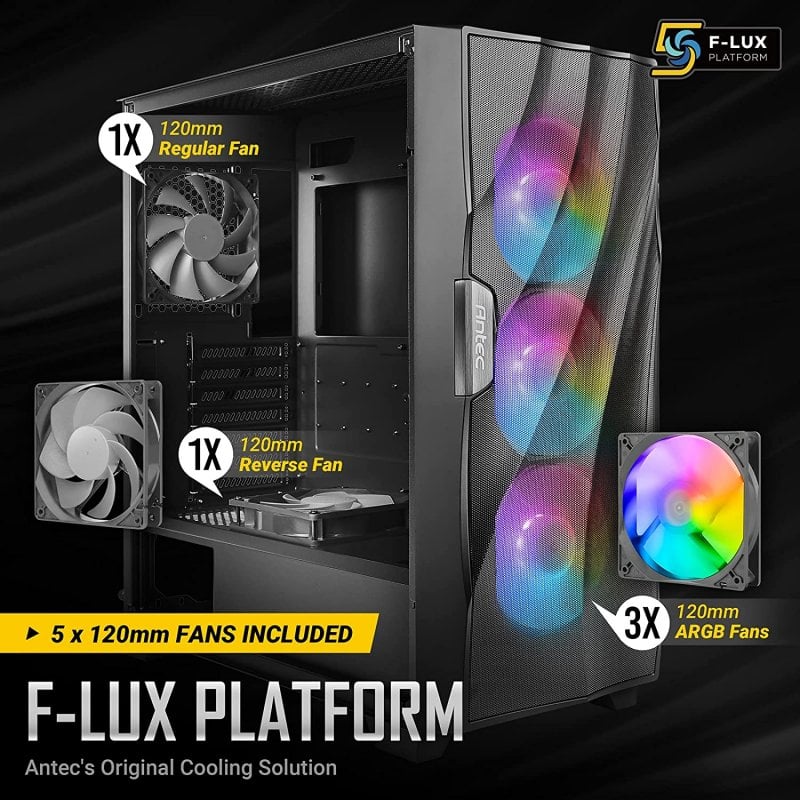 F-LUX
PLATFORM
1X
120mm
Regular Fan
Antec
1X
120mm
Reverse Fan
3X
120mm
ARGB Fans
5 x 120mm FANS INCLUDED
F-LUX PLATFORM
Antec's Original Cooling Solution